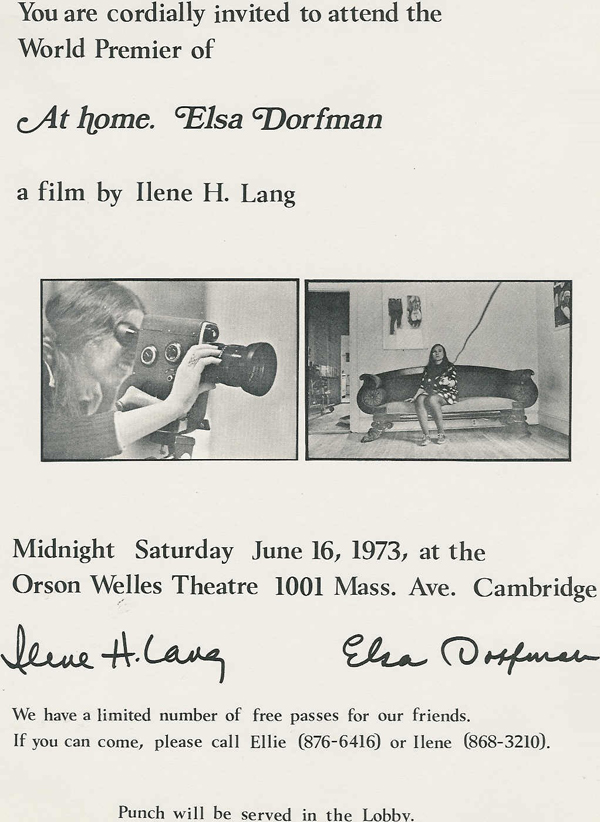 You are cordially invited to attend the
World Premier of
At home. Elsa Dorfman
a film by Ilene H. Lang
Midnight Saturday June 16, 1973, at the
Orson Welles Theatre 1001 Mass. Ave. Cambridge
Ilene H. Lang Elsa Dorfman
We have a limited number of free passes for our friends.
If you can come, please call Ellie (876-6416) or Ilene (868-3210).
Punch will be served in the Lobby.